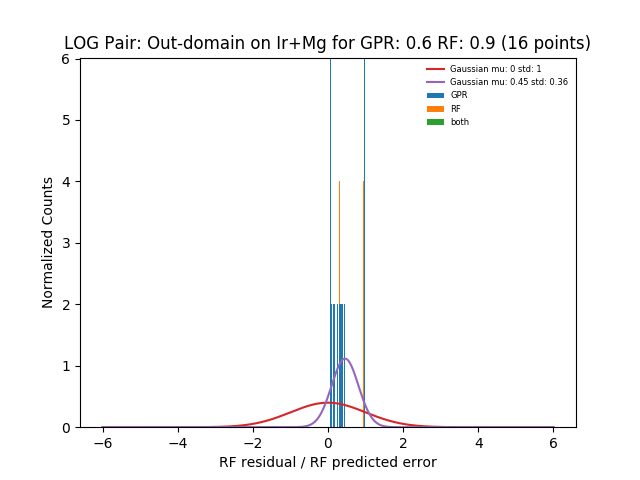 LOG Pair: Out-domain on Ir+Mg for GPR: 0.6 RF: 0.9 (16 points)
Gaussian mu: 0 std: 1
Gaussian mu: 0.45 std: 0.36
GPR
RF
both
Normalized Counts
6
5
4
3
2
1
0
−6 −4 −2 0 2 4 6
RF residual / RF predicted error